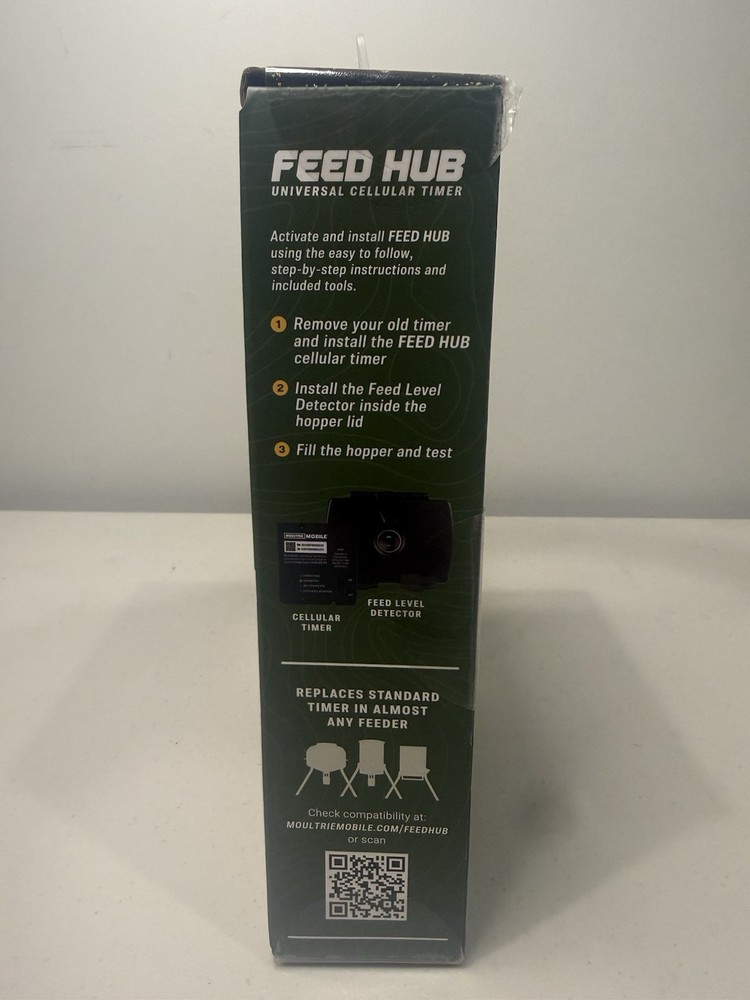 FEED HUB
UNIVERSAL CELLULAR TIMER
Activate and install FEED HUB
using the easy to follow,
step-by-step instructions and
included tools.
1 Remove your old timer
and install the FEED HUB
cellular timer
2 Install the Feed Level
Detector inside the
hopper lid
3 Fill the hopper and test
MOULTRIE MOBILE
CELLULAR
TIMER
FEED LEVEL
DETECTOR
REPLACES STANDARD
TIMER IN ALMOST
ANY FEEDER
Check compatibility at:
MOULTRIEMOBILE.COM/FEEDHUB
or scan